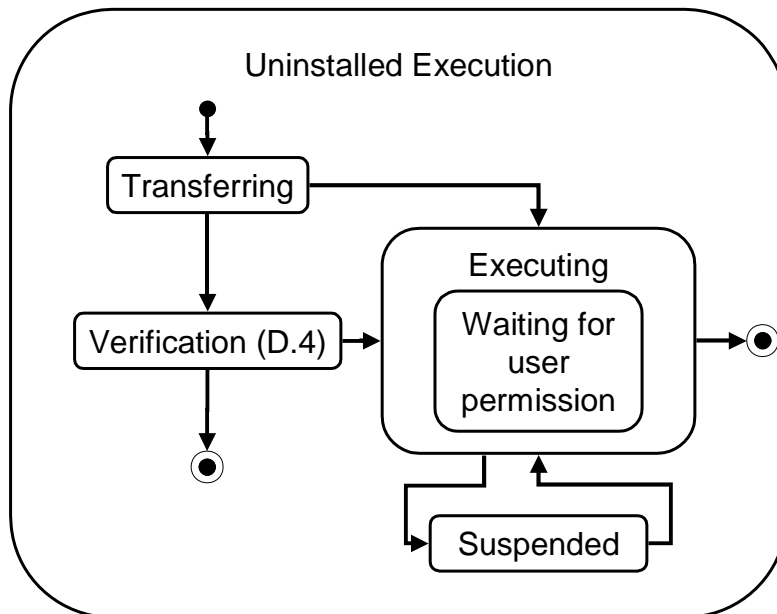 Uninstalled Execution
Transferring
Executing
Verification (D.4)
Waiting for
user
permission
Suspended